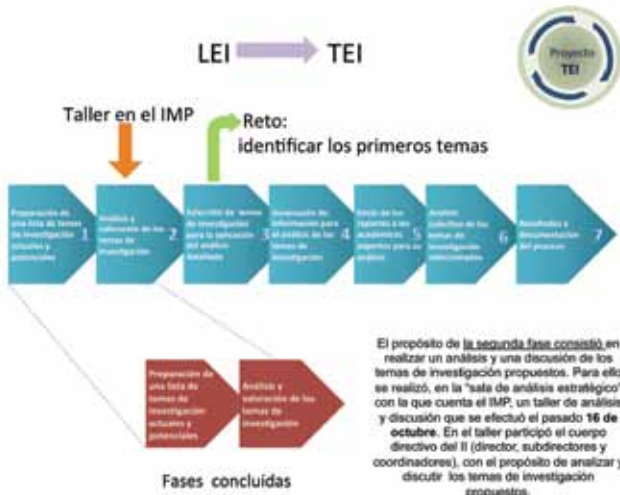 LEI TEI
Proyecto
TEI
Taller en el IMP
Reto:
identificar los primeros temas
Preparación de
una lista de temas
de investigación
actuales y
potenciales
1
Análisis y
valoración de los
temas de
investigación
2
Selección de temas
de investigación
para la
del análisis
detallado
3
información para
el análisis de los
temas de
investigación
4
Envío de los
reportes a los
académicos
expertos para su
análisis
5
Análisis
colectivo de los
temas de
investigación
seleccionados
6
Resultados y
documentación
del proceso
7
Preparación de
una lista de
temas de
investigación
actuales y
potenciales
Análisis y
valoración de los
temas de
investigación
Fases concluídas
El propósito de la segunda fase consistió en
realizar un análisis y una discusión de los
temas de investigación propuestos. Para ello
se realizó, en la "sala de análisis estratégico"
con la que cuenta el IMP, un taller de análisis
y discusión que se efectuó el pasado 16 de
octubre. En el taller participó el cuerpo
directivo del II (director, subdirectores y
coordinadores), con el propósito de analizar y
discutir los temas de investigación
propuestos.